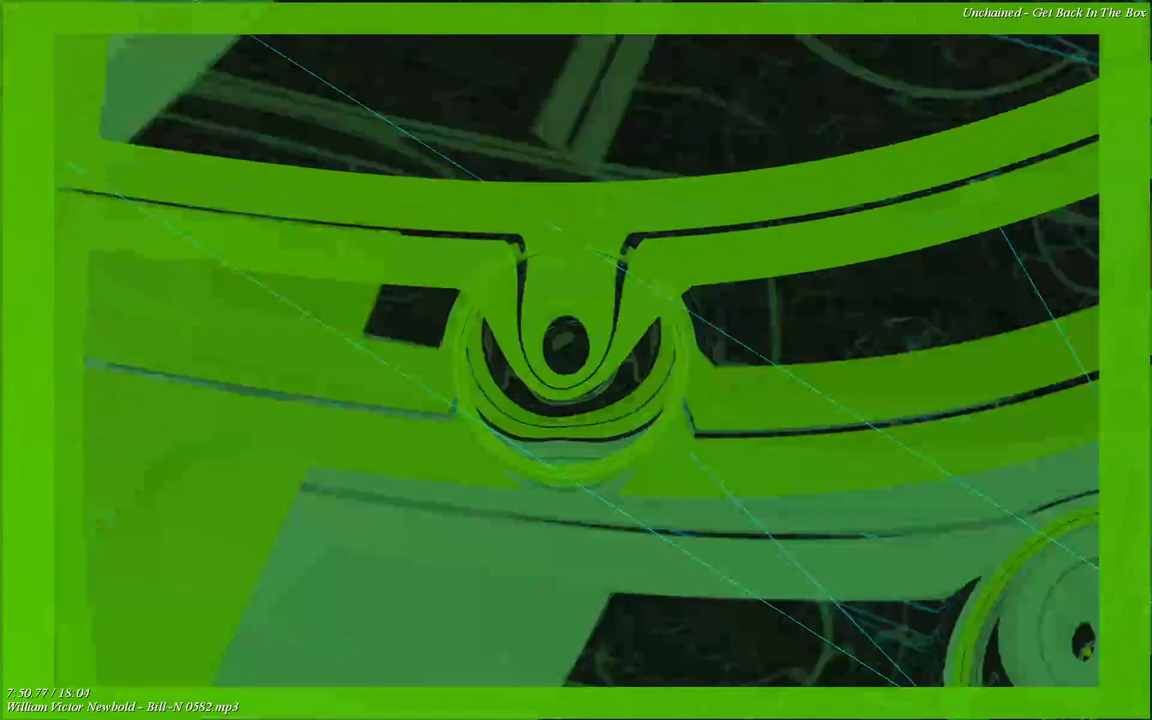 Unchained - Get Back In The Box
7:50.77 / 18:04
William Victor Newbold - Bill~N 0582.mp3